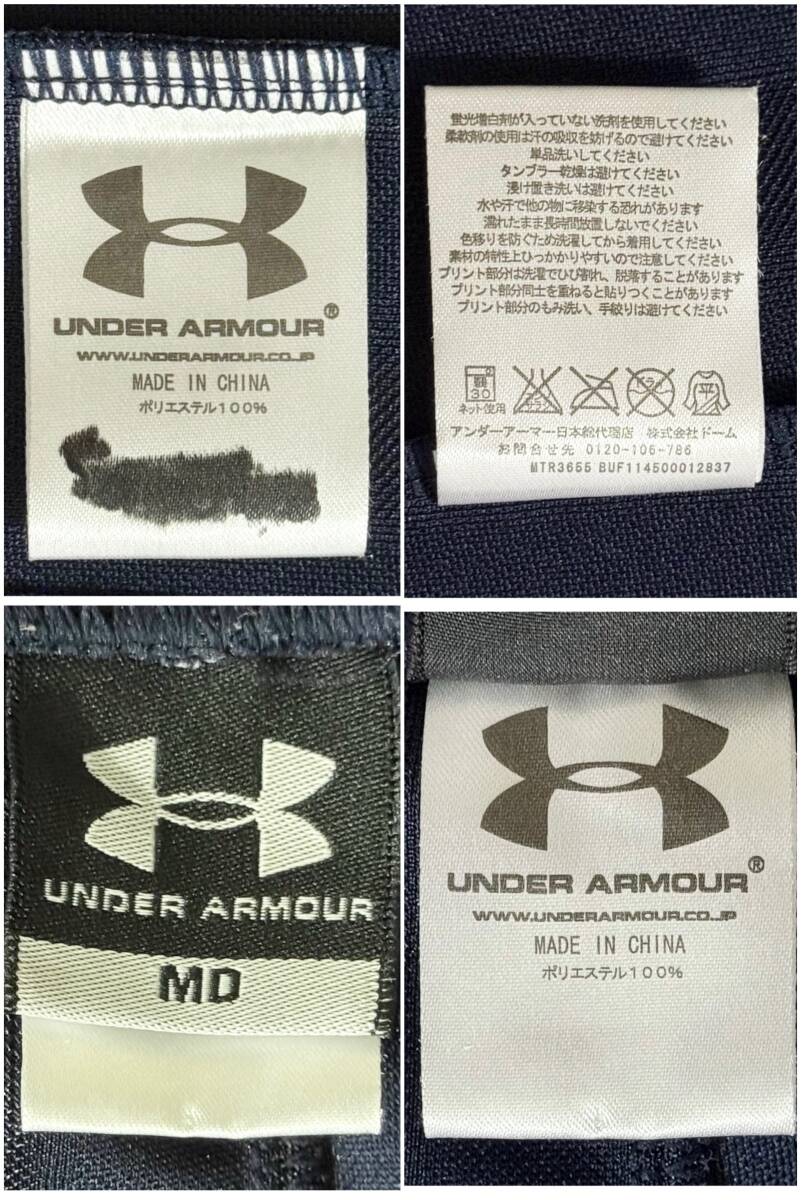 UNDER ARMOUR®
WWW.UNDERARMOUR.CO.JP
MADE IN CHINA
ポリエステル100%
蛍光増白剤が入っていない洗剤を使用してください
柔軟剤の使用は汗の吸収を妨げるので避けてください
単品洗いしてください
タンブラー乾燥は避けてください
浸け置き洗いは避けてください
水や汗で他の物に移染する恐れがあります
濡れたまま長時間放置しないでください
色移りを防ぐため洗濯してから着用してください
素材の特性上ひっかかりやすいので注意してください
プリント部分は洗濯でひび割れ、脱落することがあります
プリント部分同士を重ねると貼りつくことがあります
プリント部分のもみ洗い、手絞りは避けてください
30
ネット使用
アンダーアーマー日本総代理店 株式会社ドーム
お問合せ先 0120-106-786
MTR3655 BUF114500012837
UNDER ARMOUR
MD
UNDER ARMOUR®
WWW.UNDERARMOUR.CO.JP
MADE IN CHINA
ポリエステル100%